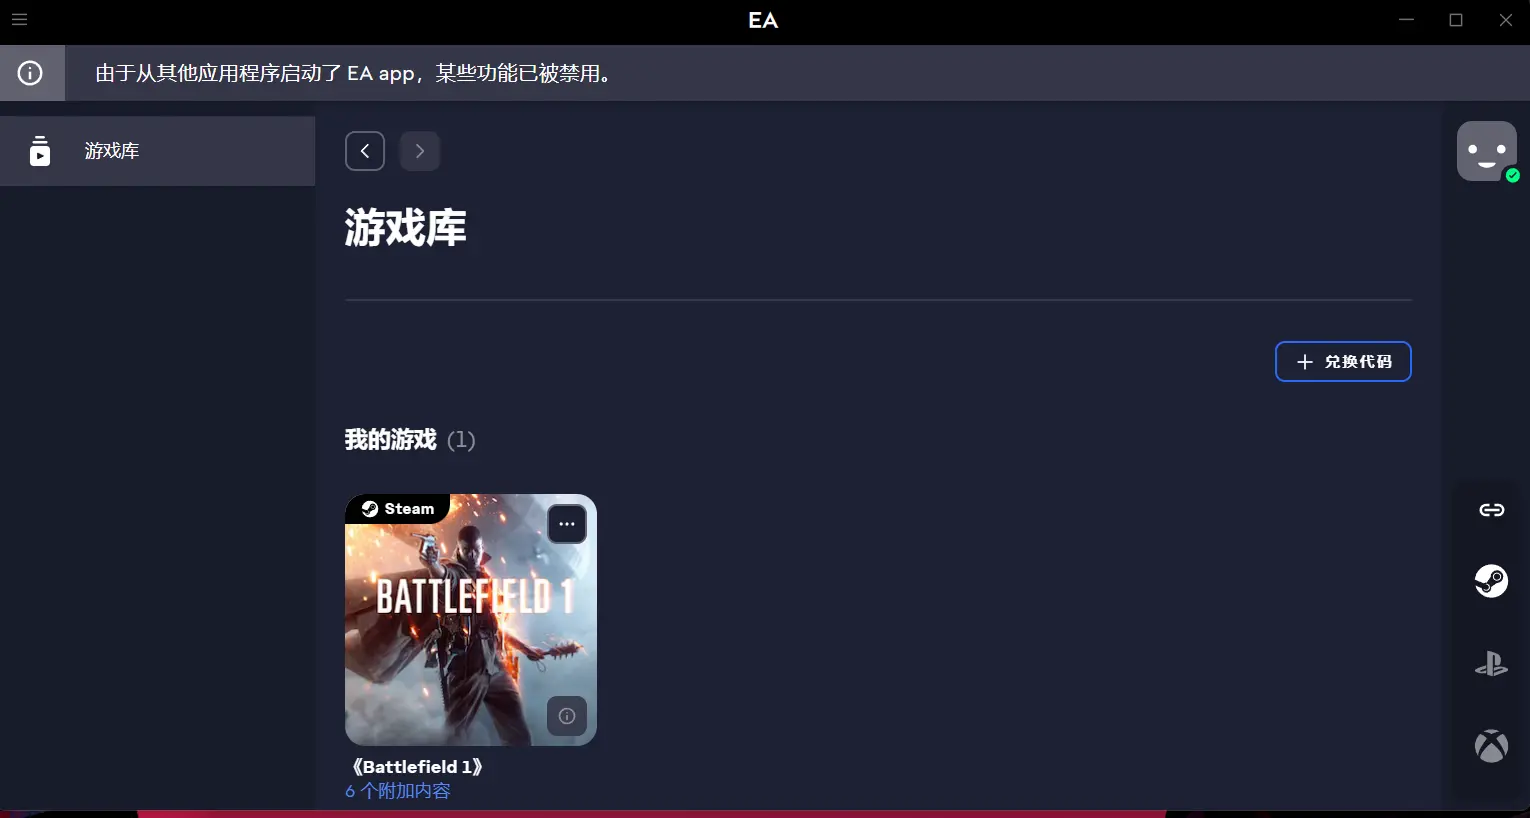 EA
由于从其他应用程序启动了 EA app，某些功能已被禁用。
游戏库
游戏库
兑换代码
我的游戏 (1)
Steam
BATTLEFIELD 1
《Battlefield 1》
6 个附加内容